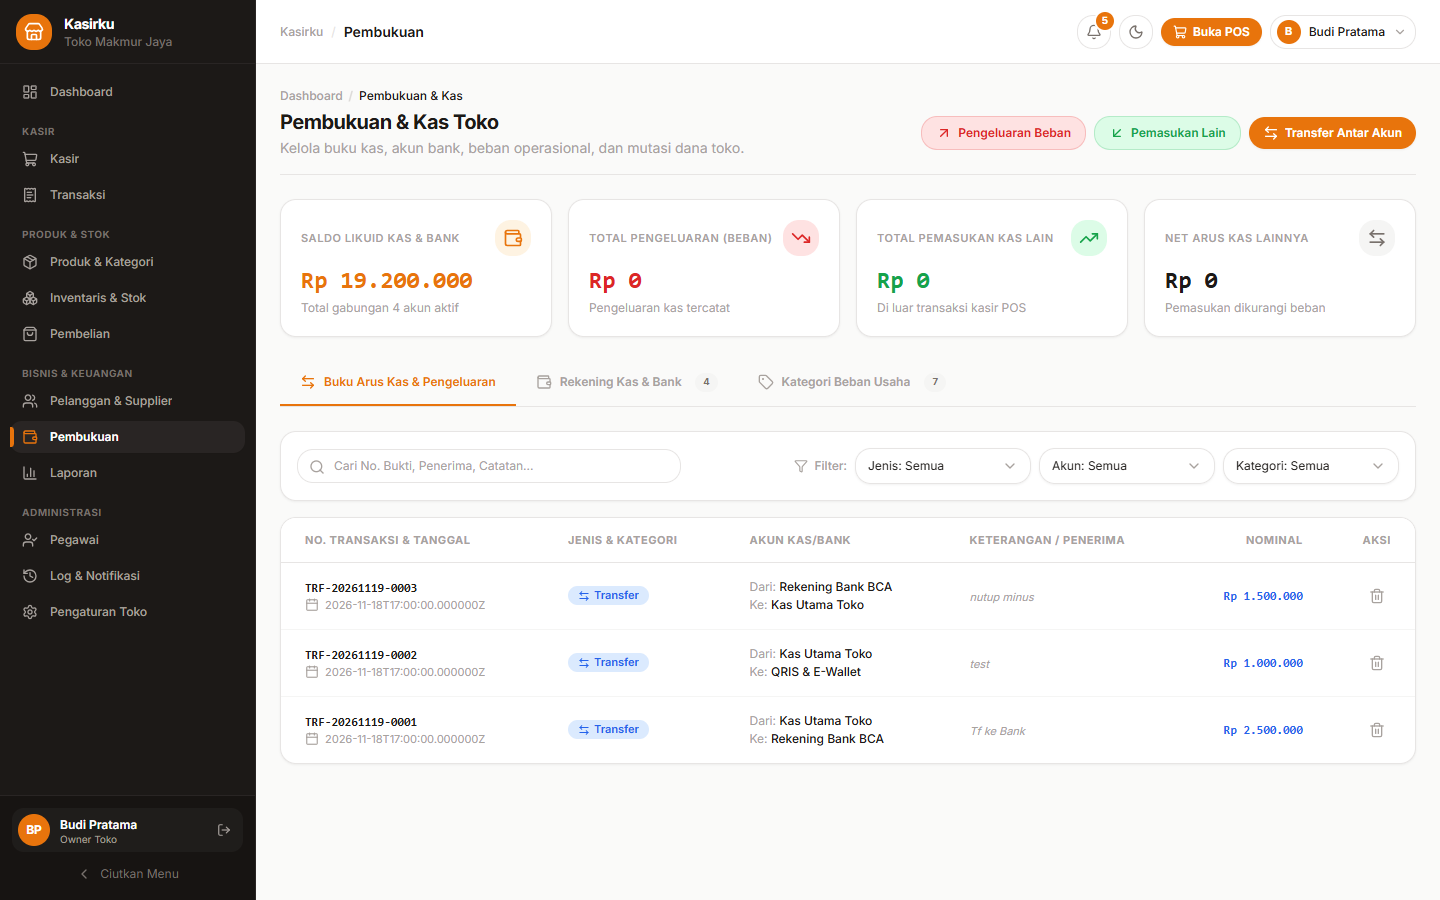 Kasirku
Toko Makmur Jaya
Dashboard
KASIR
Kasir
Transaksi
PRODUK & STOK
Produk & Kategori
Inventaris & Stok
Pembelian
BISNIS & KEUANGAN
Pelanggan & Supplier
Pembukuan
Laporan
ADMINISTRASI
Pegawai
Log & Notifikasi
Pengaturan Toko
BP
Budi Pratama
Owner Toko
Ciutkan Menu
Kasirku / Pembukuan
5
Buka POS
B
Budi Pratama
Dashboard / Pembukuan & Kas
Pembukuan & Kas Toko
Kelola buku kas, akun bank, beban operasional, dan mutasi dana toko.
Pengeluaran Beban
Pemasukan Lain
Transfer Antar Akun
SALDO LIKUID KAS & BANK
Rp 19.200.000
Total gabungan 4 akun aktif
TOTAL PENGELUARAN (BEBAN)
Rp 0
Pengeluaran kas tercatat
TOTAL PEMASUKAN KAS LAIN
Rp 0
Di luar transaksi kasir POS
NET ARUS KAS LAINNYA
Rp 0
Pemasukan dikurangi beban
Buku Arus Kas & Pengeluaran
Rekening Kas & Bank 4
Kategori Beban Usaha 7
Cari No. Bukti, Penerima, Catatan...
Filter:
Jenis: Semua
Akun: Semua
Kategori: Semua
NO. TRANSAKSI & TANGGAL JENIS & KATEGORI AKUN KAS/BANK KETERANGAN / PENERIMA NOMINAL AKSI
TRF-20261119-0003
2026-11-18T17:00:00.000000Z
Transfer
Dari: Rekening Bank BCA
Ke: Kas Utama Toko
nutup minus
Rp 1.500.000
TRF-20261119-0002
2026-11-18T17:00:00.000000Z
Transfer
Dari: Kas Utama Toko
Ke: QRIS & E-Wallet
test
Rp 1.000.000
TRF-20261119-0001
2026-11-18T17:00:00.000000Z
Transfer
Dari: Kas Utama Toko
Ke: Rekening Bank BCA
Tf ke Bank
Rp 2.500.000